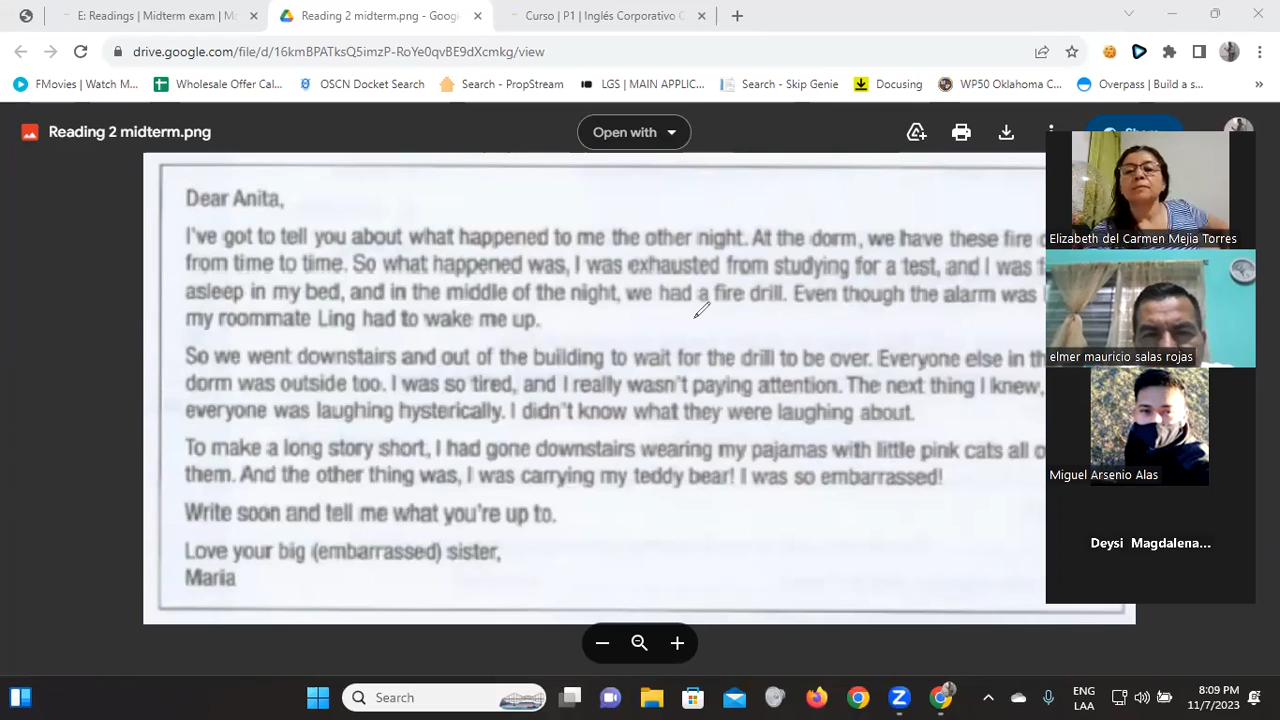 E: Readings | Midterm exam | Mo
Reading 2 midterm.png - Goog
Curso | P1 | Inglés Corporativo C
drive.google.com/file/d/16kmBPATksQ5imzP-RoYe0qvBE9dXcmkg/view
FMovies | Watch M...
Wholesale Offer Cal...
OSCN Docket Search
Search - PropStream
LGS | MAIN APPLIC...
Search - Skip Genie
Docusing
WP50 Oklahoma C...
Overpass | Build a s...
»
Reading 2 midterm.png
Open with
Share
Dear Anita,
I've got to tell you about what happened to me the other night. At the dorm, we have these fire
from time to time. So what happened was, I was exhausted from studying for a test, and I was
asleep in my bed, and in the middle of the night, we had a fire drill. Even though the alarm was
my roommate Ling had to wake me up.
So we went downstairs and out of the building to wait for the drill to be over. Everyone else in the
dorm was outside too. I was so tired, and I really wasn't paying attention. The next thing I knew,
everyone was laughing hysterically. I didn't know what they were laughing about.
To make a long story short, I had gone downstairs wearing my pajamas with little pink cats all
them. And the other thing was, I was carrying my teddy bear! I was so embarrassed!
Write soon and tell me what you're up to.
Love your big (embarrassed) sister,
Maria
Elizabeth del Carmen Mejia Torres
elmer mauricio salas rojas
Miguel Arsenio Alas
Deysi Magdalena...
Search
ENG
LAA
8:09 PM
11/7/2023